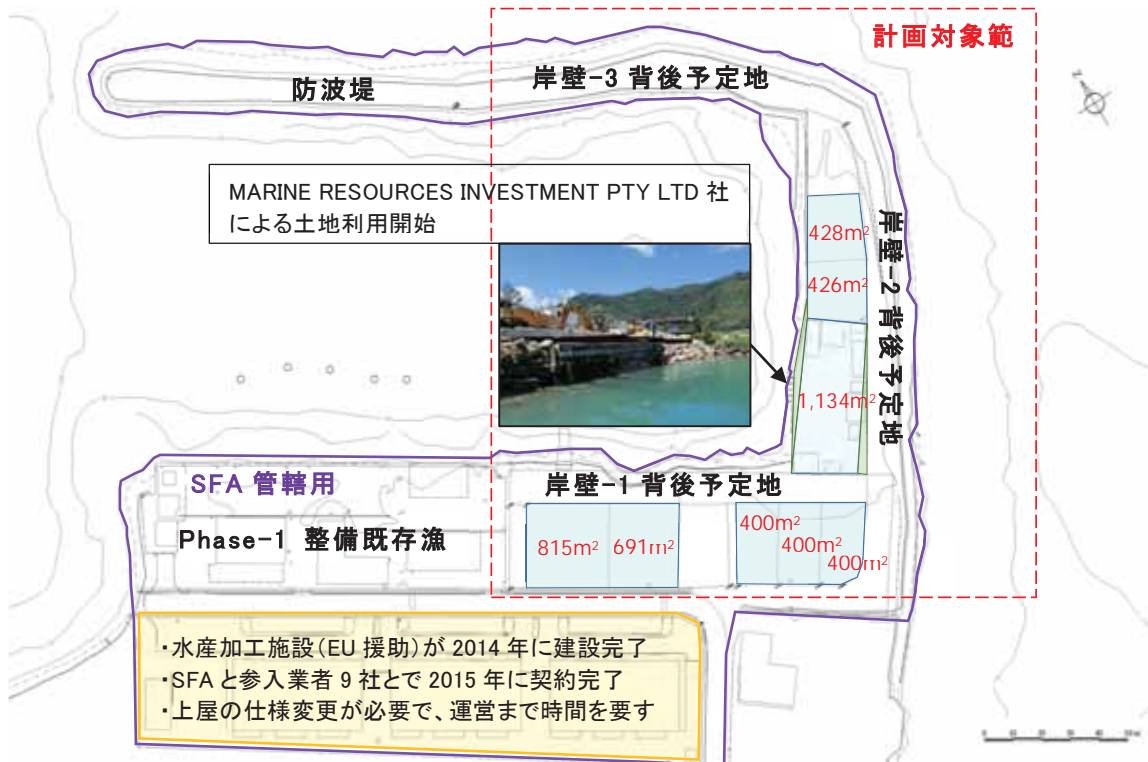 計画対象範
防波堤
岸壁-3 背後予定地
MARINE RESOURCES INVESTMENT PTY LTD 社
による土地利用開始
428m²
426m²
1,134m²
岸壁-2 背後予定地
SFA 管轄用
岸壁-1 背後予定地
Phase-1 整備既存漁
815m²
691m²
400m²
400m²
400m²
・水産加工施設(EU 援助)が 2014 年に建設完了
・SFA と参入業者 9 社とで 2015 年に契約完了
・上屋の仕様変更が必要で、運営まで時間を要す